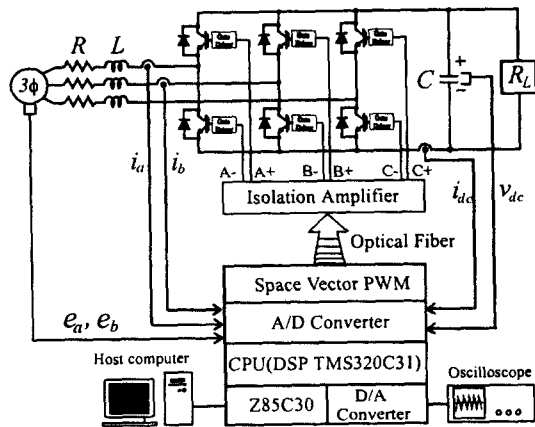 R L
3ϕ
Gate Driver Gate Driver Gate Driver
Gate Driver Gate Driver Gate Driver
C + − R_L
i_a i_b
A- A+ B- B+ C- C+
i_dc v_dc
Isolation Amplifier
Optical Fiber
Space Vector PWM
e_a, e_b
A/D Converter
CPU(DSP TMS320C31)
Host computer
Oscilloscope
Z85C30
D/A
Converter